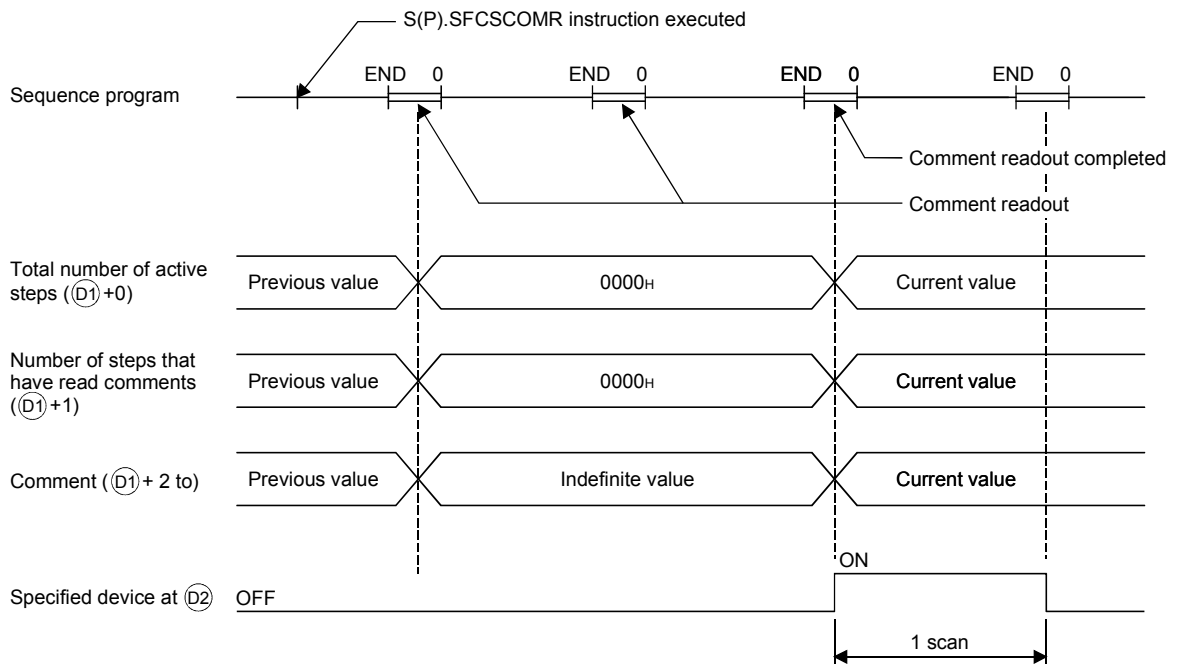 S(P).SFCSCOMR instruction executed
END 0 END 0 END 0 END 0
Sequence program
Comment readout completed
Comment readout
Total number of active
steps (D1+0)
Previous value 0000H Current value
Number of steps that
have read comments
(D1+1)
Previous value 0000H Current value
Comment (D1+ 2 to)
Previous value Indefinite value Current value
ON
Specified device at D2 OFF
1 scan